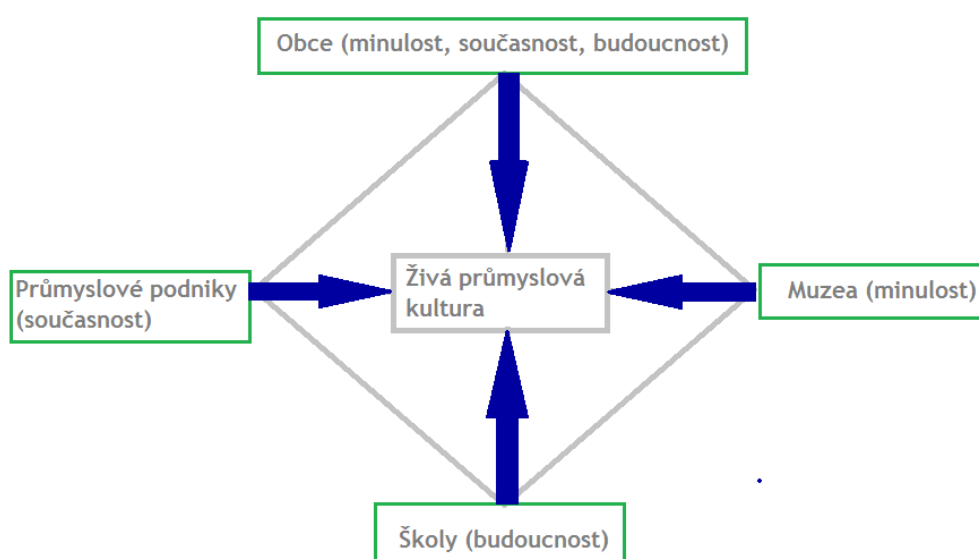 Obce (minulost, současnost, budoucnost)
Průmyslové podniky
(současnost)
Živá průmyslová
kultura
Muzea (minulost)
Školy (budoucnost)